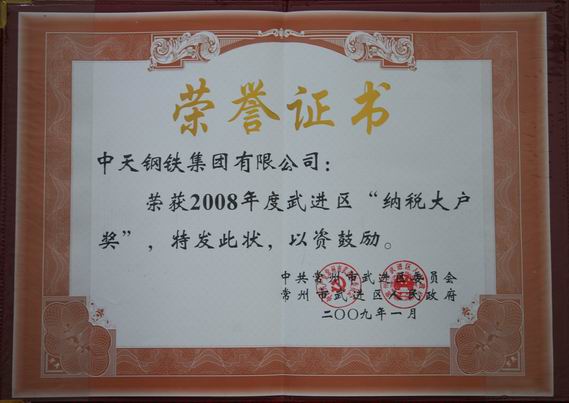 荣誉证书
中天钢铁集团有限公司：
荣获2008年度武进区“纳税大户
奖”，特发此状，以资鼓励。
中共常州市武进区委员会
常州市武进区人民政府
二〇〇九年一月